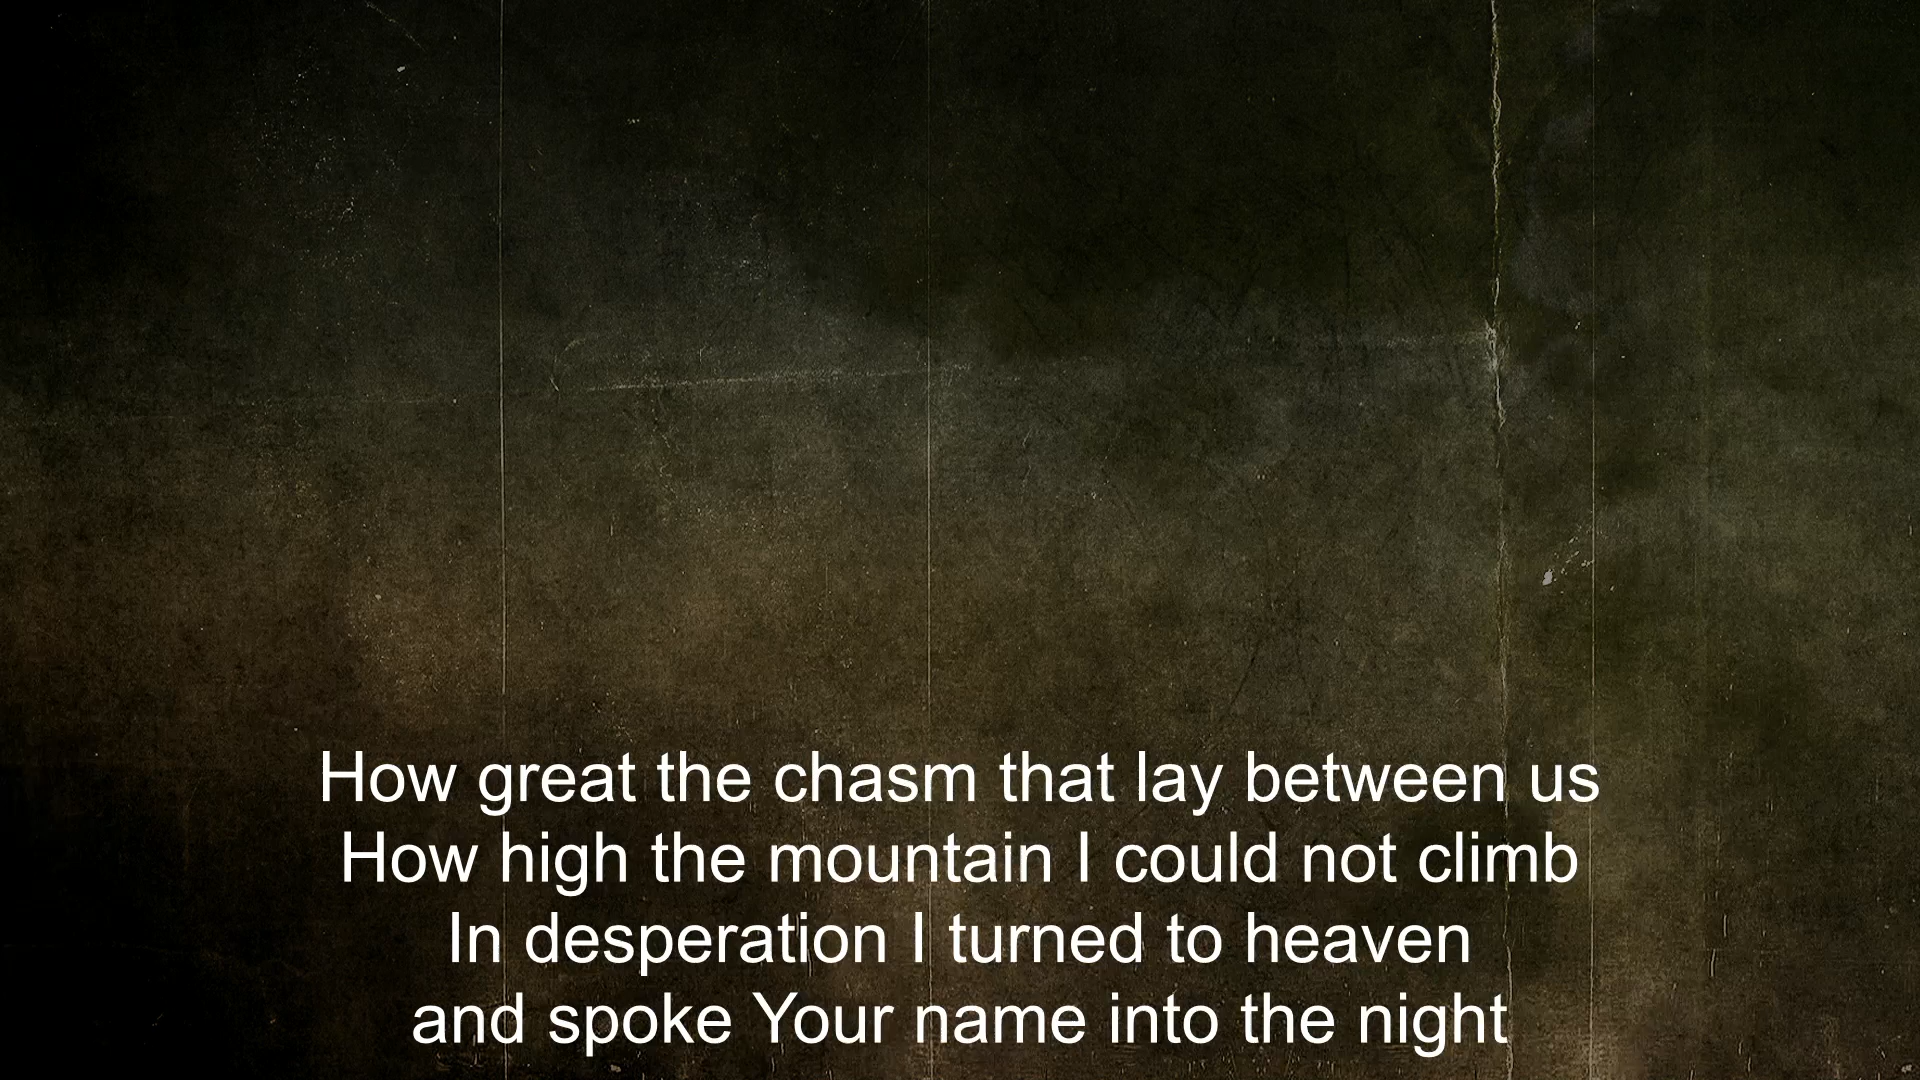 How great the chasm that lay between us
How high the mountain I could not climb
In desperation I turned to heaven
and spoke Your name into the night